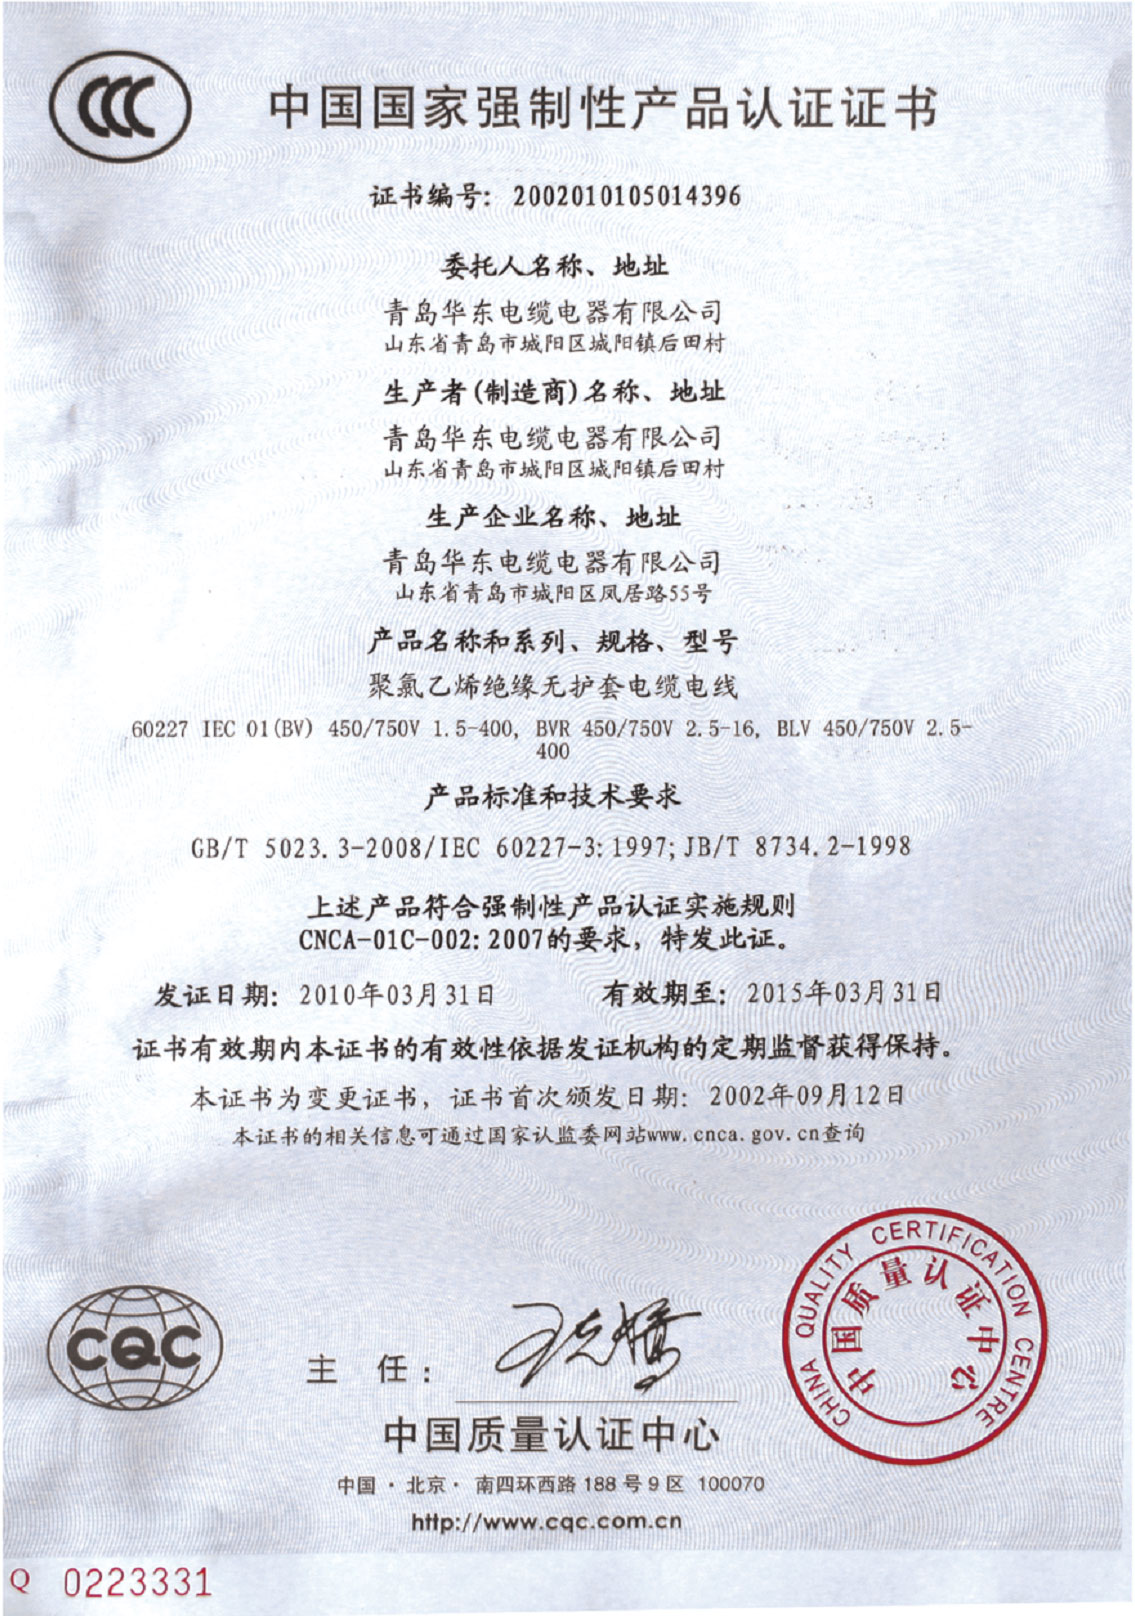 中国国家强制性产品认证证书
证书编号：2002010105014396
委托人名称、地址
青岛华东电缆电器有限公司
山东省青岛市城阳区城阳镇后田村
生产者(制造商)名称、地址
青岛华东电缆电器有限公司
山东省青岛市城阳区城阳镇后田村
生产企业名称、地址
青岛华东电缆电器有限公司
山东省青岛市城阳区凤居路55号
产品名称和系列、规格、型号
聚氯乙烯绝缘无护套电缆电线
60227 IEC 01(BV) 450/750V 1.5-400, BVR 450/750V 2.5-16, BLV 450/750V 2.5-
400
产品标准和技术要求
GB/T 5023.3-2008/IEC 60227-3:1997;JB/T 8734.2-1998
上述产品符合强制性产品认证实施规则
CNCA-01C-002:2007的要求，特发此证。
发证日期：2010年03月31日 有效期至：2015年03月31日
证书有效期内本证书的有效性依据发证机构的定期监督获得保持。
本证书为变更证书，证书首次颁发日期：2002年09月12日
本证书的相关信息可通过国家认监委网站www.cnca.gov.cn查询
CHINA QUALITY CERTIFICATION CENTRE
中国质量认证中心
CQC
主 任：
中国质量认证中心
中国·北京·南四环西路188号9区 100070
http://www.cqc.com.cn
Q 0223331